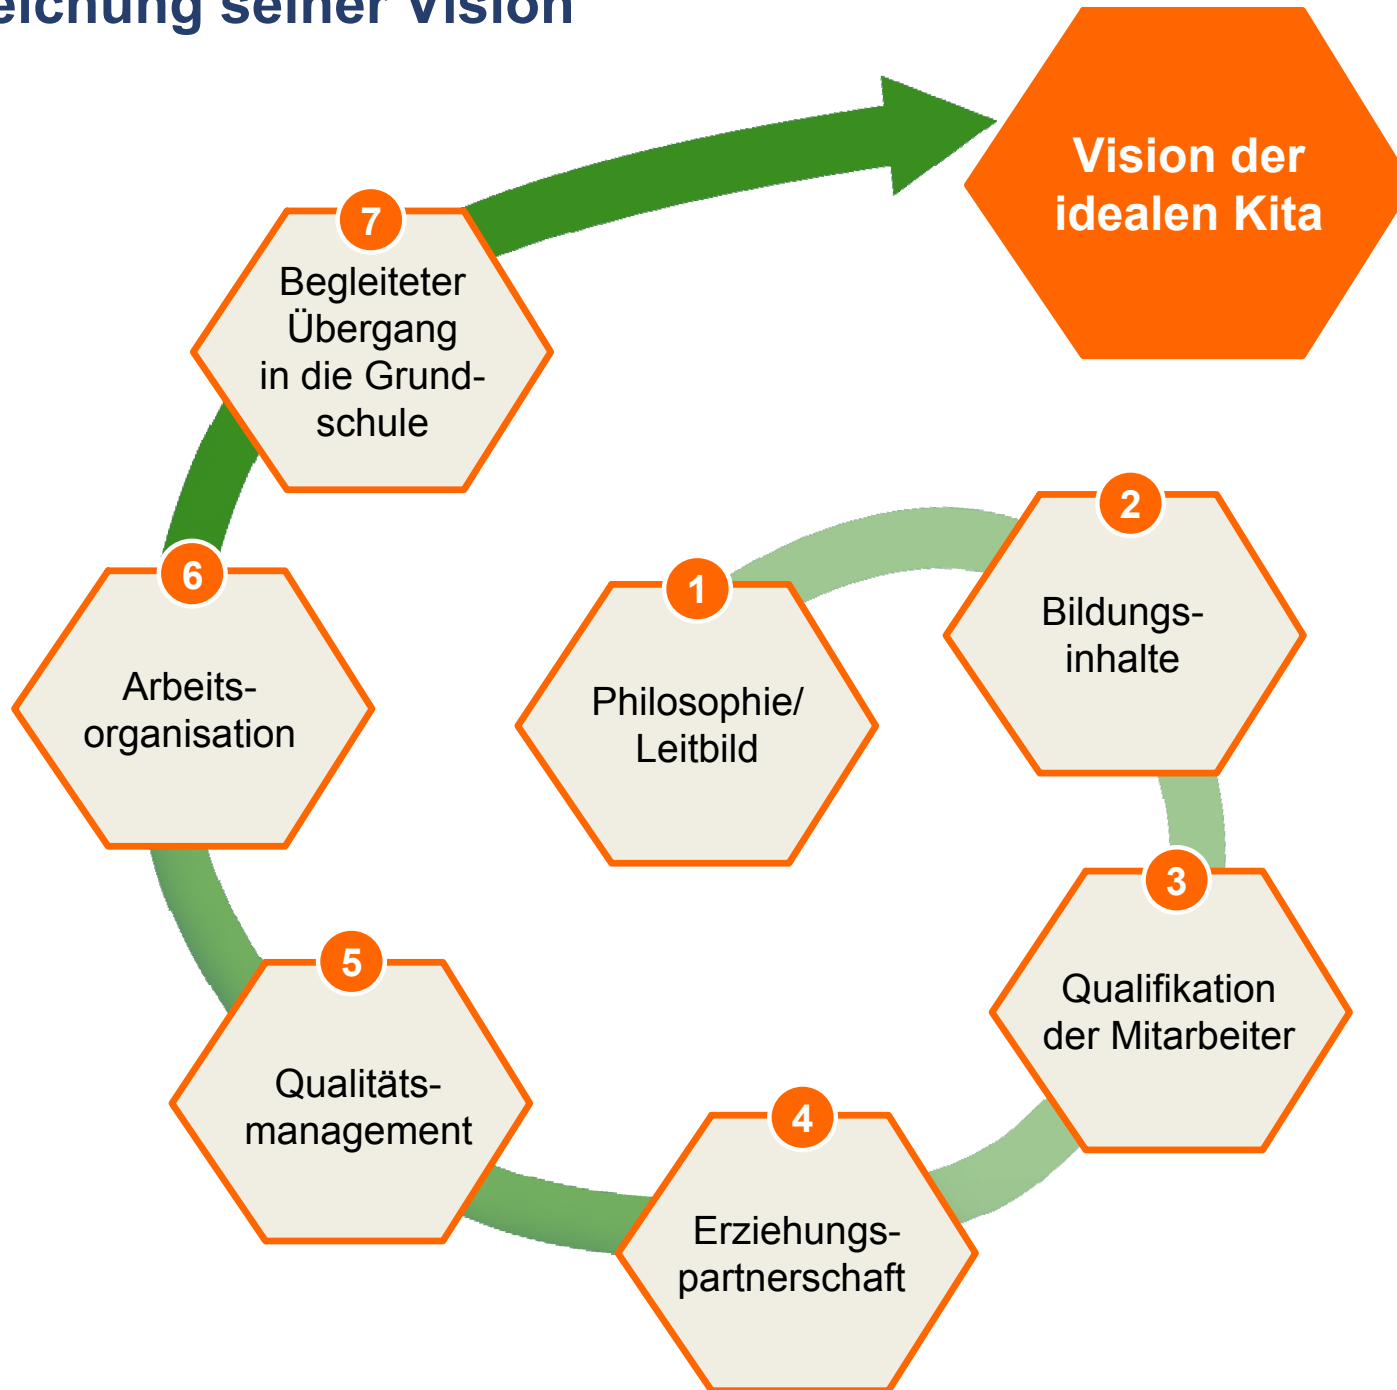 seiner Vision
Vision der
idealen Kita
7
Begleiteter
Übergang
in die Grund-
schule
2
Bildungs-
inhalte
1
Philosophie/
Leitbild
6
Arbeits-
organisation
3
Qualifikation
der Mitarbeiter
5
Qualitäts-
management
4
Erziehungs-
partnerschaft